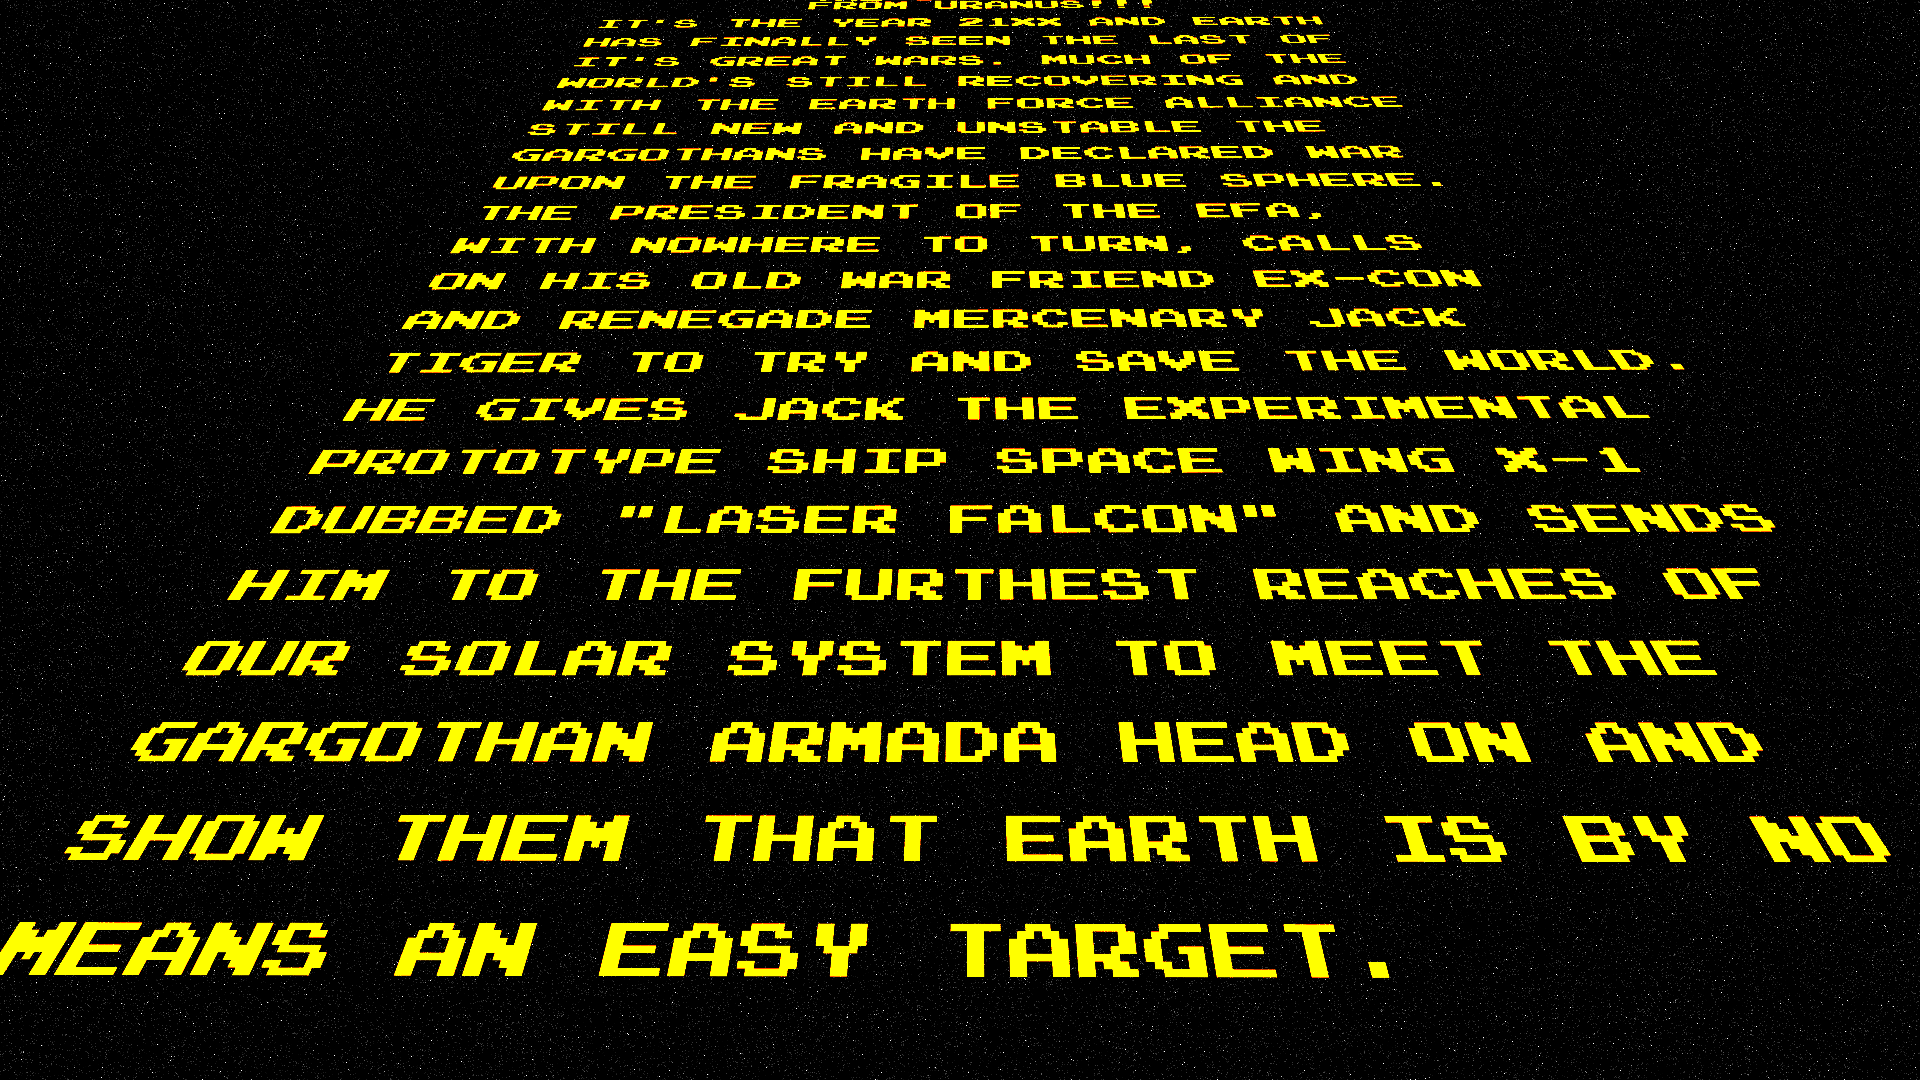 FROM URANUS!!!
IT'S THE YEAR 21XX AND EARTH
HAS FINALLY SEEN THE LAST OF
IT'S GREAT WARS. MUCH OF THE
WORLD'S STILL RECOVERING AND
WITH THE EARTH FORCE ALLIANCE
STILL NEW AND UNSTABLE THE
GARGOTHANS HAVE DECLARED WAR
UPON THE FRAGILE BLUE SPHERE.
THE PRESIDENT OF THE EFA,
WITH NOWHERE TO TURN, CALLS
ON HIS OLD WAR FRIEND EX-CON
AND RENEGADE MERCENARY JACK
TIGER TO TRY AND SAVE THE WORLD.
HE GIVES JACK THE EXPERIMENTAL
PROTOTYPE SHIP SPACE WING X-1
DUBBED "LASER FALCON" AND SENDS
HIM TO THE FURTHEST REACHES OF
OUR SOLAR SYSTEM TO MEET THE
GARGOTHAN ARMADA HEAD ON AND
SHOW THEM THAT EARTH IS BY NO
MEANS AN EASY TARGET.